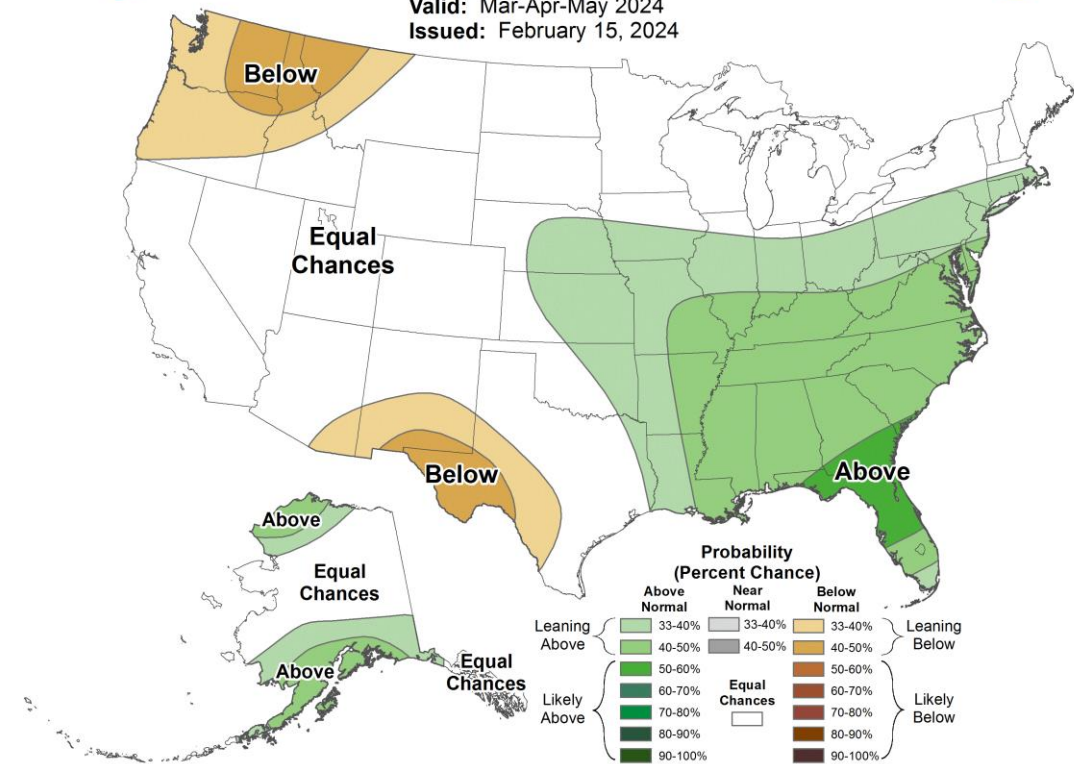 Valid: Mar-Apr-May 2024
Issued: February 15, 2024
Below
Equal
Chances
Below
Above
Above
Equal
Chances
Above
Equal
Chances
Probability
(Percent Chance)
Above
Normal
Near
Normal
Below
Normal
Leaning
Above
33-40%
33-40%
33-40%
Leaning
Below
40-50%
40-50%
40-50%
Likely
Above
50-60%
50-60%
Likely
Below
60-70%
60-70%
Equal
Chances
70-80%
70-80%
80-90%
80-90%
90-100%
90-100%